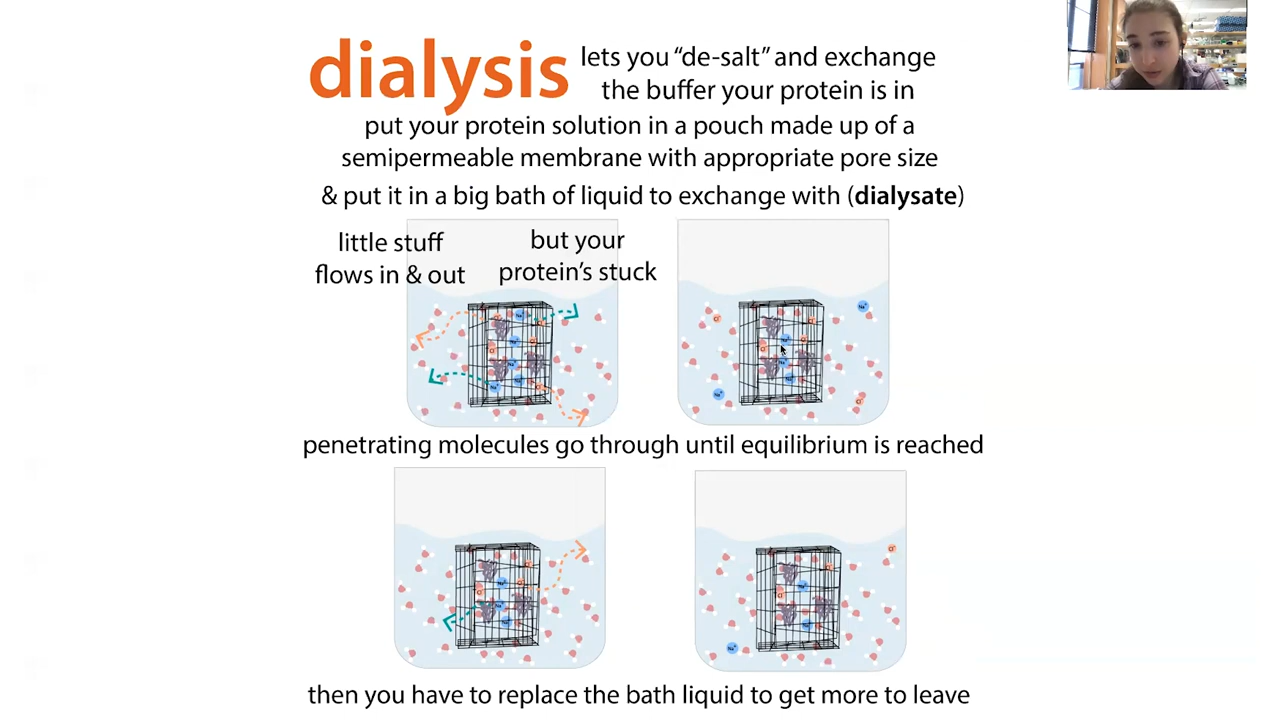 dialysis lets you “de-salt” and exchange
the buffer your protein is in
put your protein solution in a pouch made up of a
semipermeable membrane with appropriate pore size
& put it in a big bath of liquid to exchange with (dialysate)
little stuff
flows in & out
but your
protein’s stuck
penetrating molecules go through until equilibrium is reached
then you have to replace the bath liquid to get more to leave